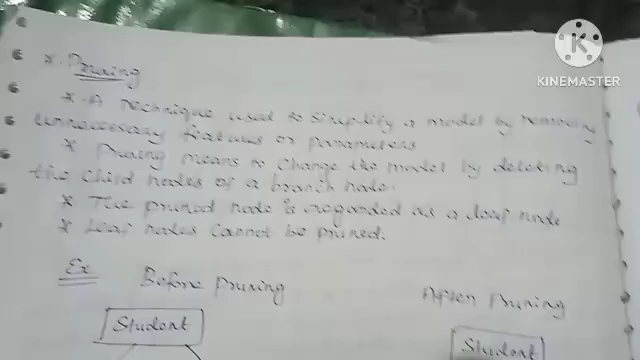 KINEMASTER
* Pruning
* A Technique used to simplify a model by removing
unnecessary features or parameters
* Pruning means to change the model by deleting
the child nodes of a branch node.
* The pruned node is regarded as a leaf node
* Leaf nodes cannot be pruned.
Ex Before Pruning After Pruning
Student Student